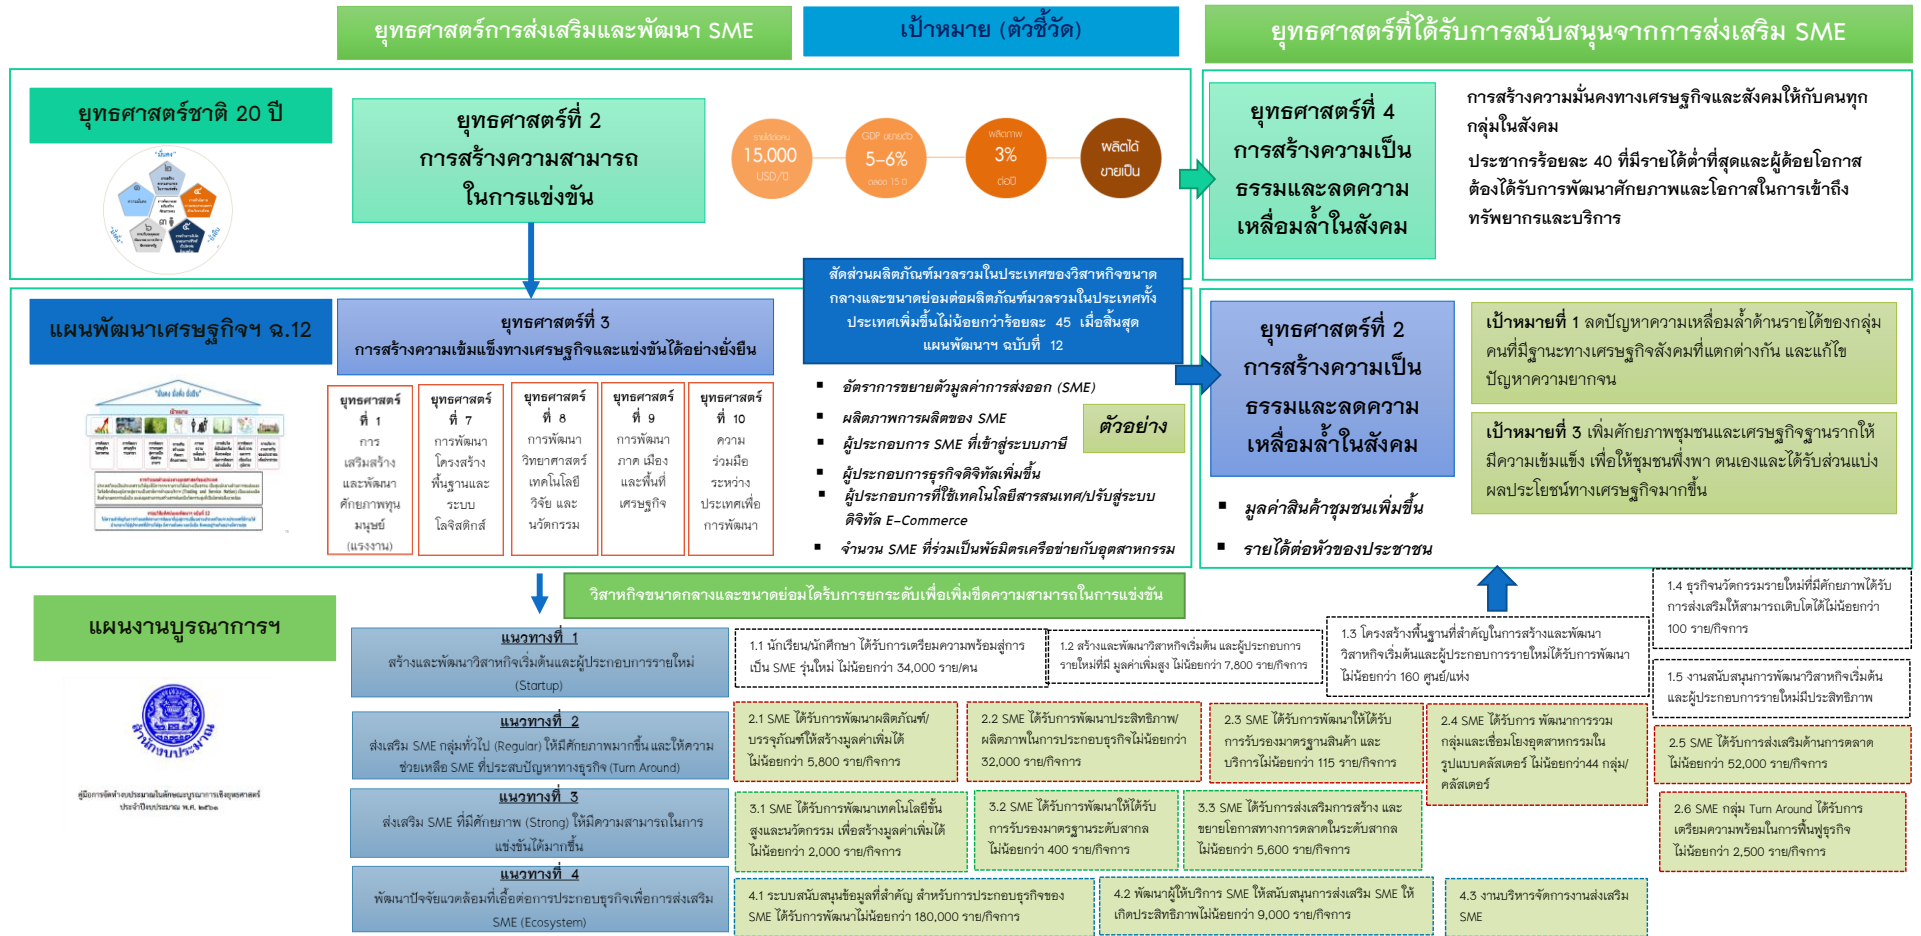 ยุทธศาสตร์การส่งเสริมและพัฒนา SME
เป้าหมาย (ตัวชี้วัด)
ยุทธศาสตร์ที่ได้รับการสนับสนุนจากการส่งเสริม SME
ยุทธศาสตร์ชาติ 20 ปี
"มั่นคง"
ยุทธศาสตร์ที่ 2
การสร้างความสามารถ
ในการแข่งขัน
รายได้ต่อคน
15,000
USD/ปี
GDP ขยายตัว
5–6%
ตลอด 15 ปี
ผลิตภาพ
3%
ต่อปี
ผลิตได้
ขายเป็น
ยุทธศาสตร์ที่ 4
การสร้างความเป็น
ธรรมและลดความ
เหลื่อมล้ำในสังคม
การสร้างความมั่นคงทางเศรษฐกิจและสังคมให้กับคนทุก
กลุ่มในสังคม
ประชากรร้อยละ 40 ที่มีรายได้ต่ำที่สุดและผู้ด้อยโอกาส
ต้องได้รับการพัฒนาศักยภาพและโอกาสในการเข้าถึง
ทรัพยากรและบริการ
แผนพัฒนาเศรษฐกิจฯ ฉ.12
"มั่นคง มั่งคั่ง ยั่งยืน"
เป้าหมาย
ยุทธศาสตร์ที่ 3
การสร้างความเข้มแข็งทางเศรษฐกิจและแข่งขันได้อย่างยั่งยืน
ยุทธศาสตร์
ที่ 1
การ
เสริมสร้าง
และพัฒนา
ศักยภาพทุน
มนุษย์
(แรงงาน)
ยุทธศาสตร์
ที่ 7
การพัฒนา
โครงสร้าง
พื้นฐานและ
ระบบ
โลจิสติกส์
ยุทธศาสตร์
ที่ 8
การพัฒนา
วิทยาศาสตร์
เทคโนโลยี
วิจัย และ
นวัตกรรม
ยุทธศาสตร์
ที่ 9
การพัฒนา
ภาค เมือง
และพื้นที่
เศรษฐกิจ
ยุทธศาสตร์
ที่ 10
ความ
ร่วมมือ
ระหว่าง
ประเทศเพื่อ
การพัฒนา
สัดส่วนผลิตภัณฑ์มวลรวมในประเทศของวิสาหกิจขนาด
กลางและขนาดย่อมต่อผลิตภัณฑ์มวลรวมในประเทศทั้ง
ประเทศเพิ่มขึ้นไม่น้อยกว่าร้อยละ 45 เมื่อสิ้นสุด
แผนพัฒนาฯ ฉบับที่ 12
▪ อัตราการขยายตัวมูลค่าการส่งออก (SME)
▪ ผลิตภาพการผลิตของ SME
▪ ผู้ประกอบการ SME ที่เข้าสู่ระบบภาษี
▪ ผู้ประกอบการธุรกิจดิจิทัลเพิ่มขึ้น
▪ ผู้ประกอบการที่ใช้เทคโนโลยีสารสนเทศ/ปรับสู่ระบบ
ดิจิทัล E-Commerce
▪ จำนวน SME ที่ร่วมเป็นพัธมิตรเครือข่ายกับอุตสาหกรรม
ตัวอย่าง
ยุทธศาสตร์ที่ 2
การสร้างความเป็น
ธรรมและลดความ
เหลื่อมล้ำในสังคม
เป้าหมายที่ 1 ลดปัญหาความเหลื่อมล้ำด้านรายได้ของกลุ่ม
คนที่มีฐานะทางเศรษฐกิจสังคมที่แตกต่างกัน และแก้ไข
ปัญหาความยากจน
เป้าหมายที่ 3 เพิ่มศักยภาพชุมชนและเศรษฐกิจฐานรากให้
มีความเข้มแข็ง เพื่อให้ชุมชนพึ่งพา ตนเองและได้รับส่วนแบ่ง
ผลประโยชน์ทางเศรษฐกิจมากขึ้น
▪ มูลค่าสินค้าชุมชนเพิ่มขึ้น
▪ รายได้ต่อหัวของประชาชน
แผนงานบูรณาการฯ
สำนักงบประมาณ
คู่มือการจัดทำงบประมาณในลักษณะบูรณาการเชิงยุทธศาสตร์
ประจำปีงบประมาณ พ.ศ. ๒๕๖๑
วิสาหกิจขนาดกลางและขนาดย่อมได้รับการยกระดับเพื่อเพิ่มขีดความสามารถในการแข่งขัน
แนวทางที่ 1
สร้างและพัฒนาวิสาหกิจเริ่มต้นและผู้ประกอบการรายใหม่
(Startup)
1.1 นักเรียน/นักศึกษา ได้รับการเตรียมความพร้อมสู่การ
เป็น SME รุ่นใหม่ ไม่น้อยกว่า 34,000 ราย/คน
1.2 สร้างและพัฒนาวิสาหกิจเริ่มต้น และผู้ประกอบการ
รายใหม่ที่มี มูลค่าเพิ่มสูง ไม่น้อยกว่า 7,800 ราย/กิจการ
1.3 โครงสร้างพื้นฐานที่สำคัญในการสร้างและพัฒนา
วิสาหกิจเริ่มต้นและผู้ประกอบการรายใหม่ได้รับการพัฒนา
ไม่น้อยกว่า 160 ศูนย์/แห่ง
1.4 ธุรกิจนวัตกรรมรายใหม่ที่มีศักยภาพได้รับ
การส่งเสริมให้สามารถเติบโตได้ไม่น้อยกว่า
100 ราย/กิจการ
1.5 งานสนับสนุนการพัฒนาวิสาหกิจเริ่มต้น
และผู้ประกอบการรายใหม่มีประสิทธิภาพ
แนวทางที่ 2
ส่งเสริม SME กลุ่มทั่วไป (Regular) ให้มีศักยภาพมากขึ้น และให้ความ
ช่วยเหลือ SME ที่ประสบปัญหาทางธุรกิจ (Turn Around)
2.1 SME ได้รับการพัฒนาผลิตภัณฑ์/
บรรจุภัณฑ์ให้สร้างมูลค่าเพิ่มได้
ไม่น้อยกว่า 5,800 ราย/กิจการ
2.2 SME ได้รับการพัฒนาประสิทธิภาพ/
ผลิตภาพในการประกอบธุรกิจไม่น้อยกว่า
32,000 ราย/กิจการ
2.3 SME ได้รับการพัฒนาให้ได้รับ
การรับรองมาตรฐานสินค้า และ
บริการไม่น้อยกว่า 115 ราย/กิจการ
2.4 SME ได้รับการ พัฒนาการรวม
กลุ่มและเชื่อมโยงอุตสาหกรรมใน
รูปแบบคลัสเตอร์ ไม่น้อยกว่า44 กลุ่ม/
คลัสเตอร์
2.5 SME ได้รับการส่งเสริมด้านการตลาด
ไม่น้อยกว่า 52,000 ราย/กิจการ
2.6 SME กลุ่ม Turn Around ได้รับการ
เตรียมความพร้อมในการฟื้นฟูธุรกิจ
ไม่น้อยกว่า 2,500 ราย/กิจการ
แนวทางที่ 3
ส่งเสริม SME ที่มีศักยภาพ (Strong) ให้มีความสามารถในการ
แข่งขันได้มากขึ้น
3.1 SME ได้รับการพัฒนาเทคโนโลยีขั้น
สูงและนวัตกรรม เพื่อสร้างมูลค่าเพิ่มได้
ไม่น้อยกว่า 2,000 ราย/กิจการ
3.2 SME ได้รับการพัฒนาให้ได้รับ
การรับรองมาตรฐานระดับสากล
ไม่น้อยกว่า 400 ราย/กิจการ
3.3 SME ได้รับการส่งเสริมการสร้าง และ
ขยายโอกาสทางการตลาดในระดับสากล
ไม่น้อยกว่า 5,600 ราย/กิจการ
แนวทางที่ 4
พัฒนาปัจจัยแวดล้อมที่เอื้อต่อการประกอบธุรกิจเพื่อการส่งเสริม
SME (Ecosystem)
4.1 ระบบสนับสนุนข้อมูลที่สำคัญ สำหรับการประกอบธุรกิจของ
SME ได้รับการพัฒนาไม่น้อยกว่า 180,000 ราย/กิจการ
4.2 พัฒนาผู้ให้บริการ SME ให้สนับสนุนการส่งเสริม SME ให้
เกิดประสิทธิภาพไม่น้อยกว่า 9,000 ราย/กิจการ
4.3 งานบริหารจัดการงานส่งเสริม
SME